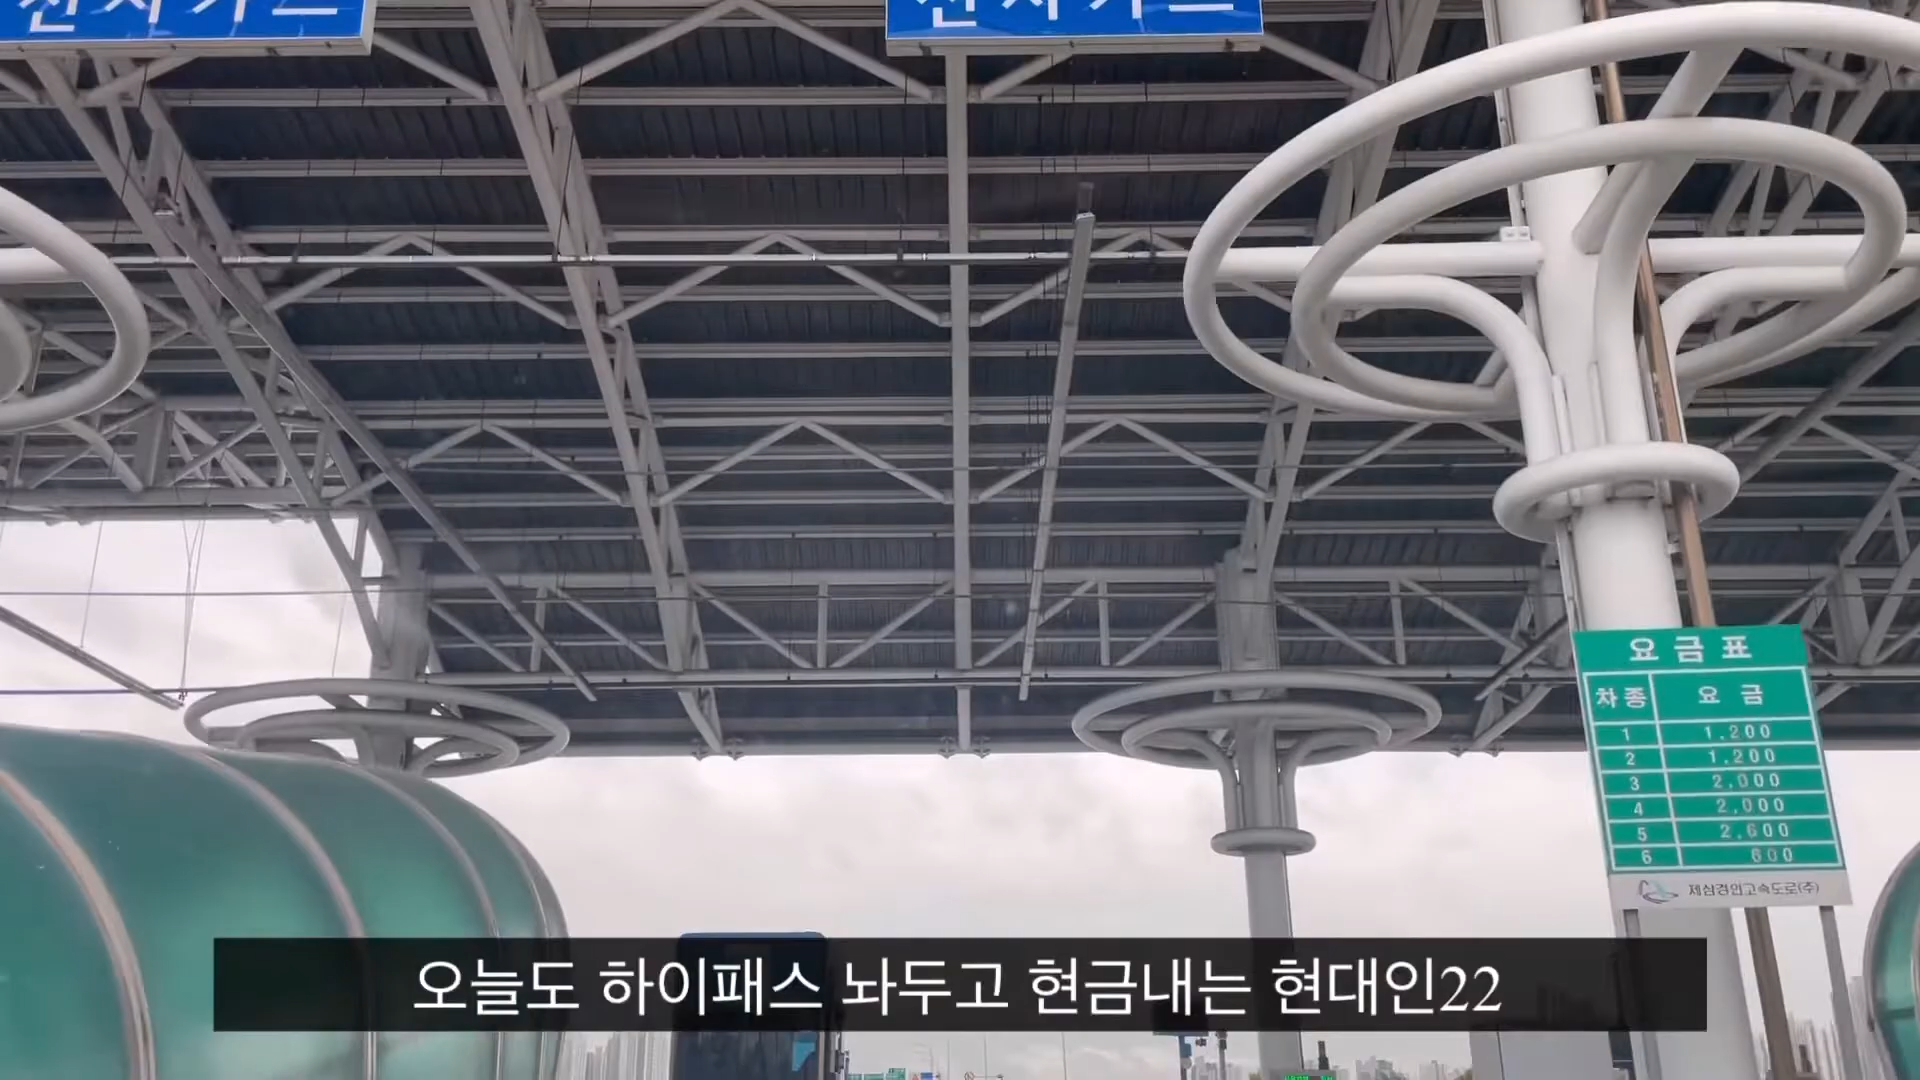 요금표
차종 요금
1 1,200
2 1,200
3 2,000
4 2,000
5 2,600
6 600
제삼경인고속도로(주)
오늘도 하이패스 놔두고 현금내는 현대인22